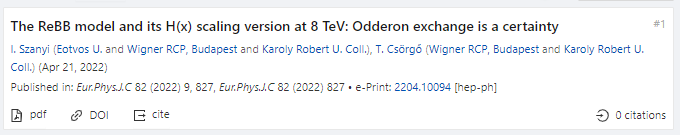 The ReBB model and its H(x) scaling version at 8 TeV: Odderon exchange is a certainty
#1
I. Szanyi (Eotvos U. and Wigner RCP, Budapest and Karoly Robert U. Coll.), T. Csörgő (Wigner RCP, Budapest and Karoly Robert U.
Coll.) (Apr 21, 2022)
Published in: Eur.Phys.J.C 82 (2022) 9, 827, Eur.Phys.J.C 82 (2022) 827 • e-Print: 2204.10094 [hep-ph]
pdf DOI cite 0 citations